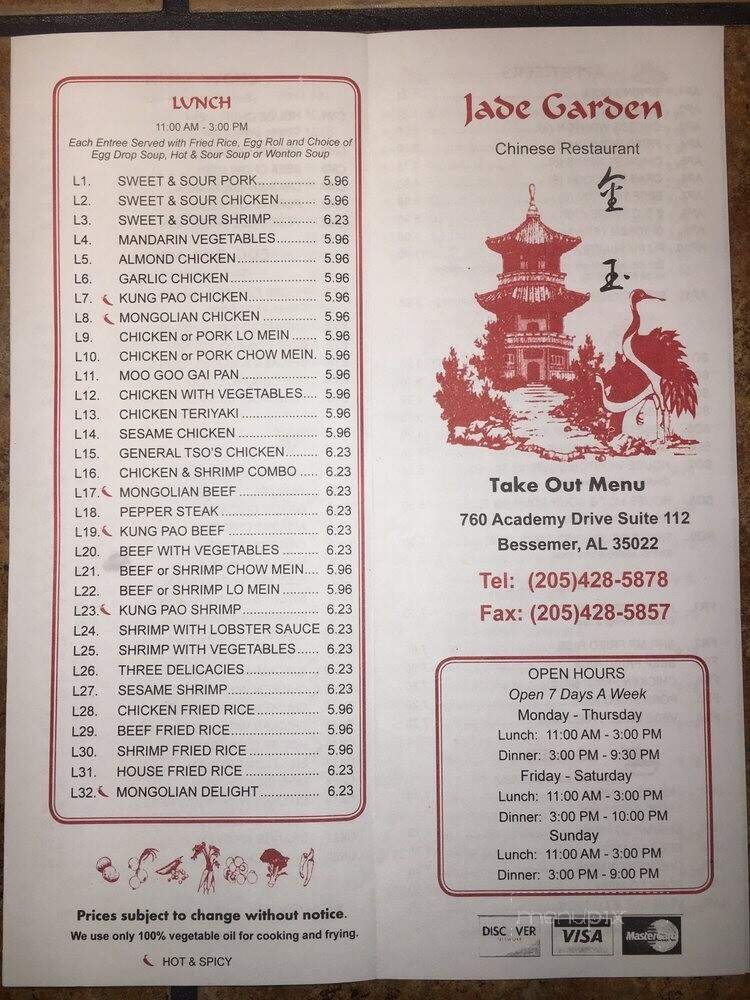 LUNCH
11:00 AM - 3:00 PM
Each Entree Served with Fried Rice, Egg Roll and Choice of
Egg Drop Soup, Hot & Sour Soup or Wonton Soup
L1. SWEET & SOUR PORK............... 5.96
L2. SWEET & SOUR CHICKEN.......... 5.96
L3. SWEET & SOUR SHRIMP............ 6.23
L4. MANDARIN VEGETABLES........... 5.96
L5. ALMOND CHICKEN..................... 5.96
L6. GARLIC CHICKEN....................... 5.96
L7. KUNG PAO CHICKEN.................. 5.96
L8. MONGOLIAN CHICKEN............... 5.96
L9. CHICKEN or PORK LO MEIN ....... 5.96
L10. CHICKEN or PORK CHOW MEIN. 5.96
L11. MOO GOO GAI PAN .................... 5.96
L12. CHICKEN WITH VEGETABLES.... 5.96
L13. CHICKEN TERIYAKI ..................... 5.96
L14. SESAME CHICKEN ...................... 5.96
L15. GENERAL TSO'S CHICKEN......... 6.23
L16. CHICKEN & SHRIMP COMBO ..... 6.23
L17. MONGOLIAN BEEF ...................... 6.23
L18. PEPPER STEAK .......................... 6.23
L19. KUNG PAO BEEF ........................ 6.23
L20. BEEF WITH VEGETABLES .......... 6.23
L21. BEEF or SHRIMP CHOW MEIN.... 5.96
L22. BEEF or SHRIMP LO MEIN .......... 5.96
L23. KUNG PAO SHRIMP..................... 6.23
L24. SHRIMP WITH LOBSTER SAUCE 6.23
L25. SHRIMP WITH VEGETABLES...... 6.23
L26. THREE DELICACIES.................... 6.23
L27. SESAME SHRIMP......................... 6.23
L28. CHICKEN FRIED RICE ................. 5.96
L29. BEEF FRIED RICE........................ 5.96
L30. SHRIMP FRIED RICE ................... 5.96
L31. HOUSE FRIED RICE .................... 6.23
L32. MONGOLIAN DELIGHT................. 6.23
Prices subject to change without notice.
We use only 100% vegetable oil for cooking and frying.
HOT & SPICY
Jade Garden
Chinese Restaurant
金
玉
Take Out Menu
760 Academy Drive Suite 112
Bessemer, AL 35022
Tel: (205)428-5878
Fax: (205)428-5857
OPEN HOURS
Open 7 Days A Week
Monday - Thursday
Lunch: 11:00 AM - 3:00 PM
Dinner: 3:00 PM - 9:30 PM
Friday - Saturday
Lunch: 11:00 AM - 3:00 PM
Dinner: 3:00 PM - 10:00 PM
Sunday
Lunch: 11:00 AM - 3:00 PM
Dinner: 3:00 PM - 9:00 PM
menupix
DISC VER VISA MasterCard